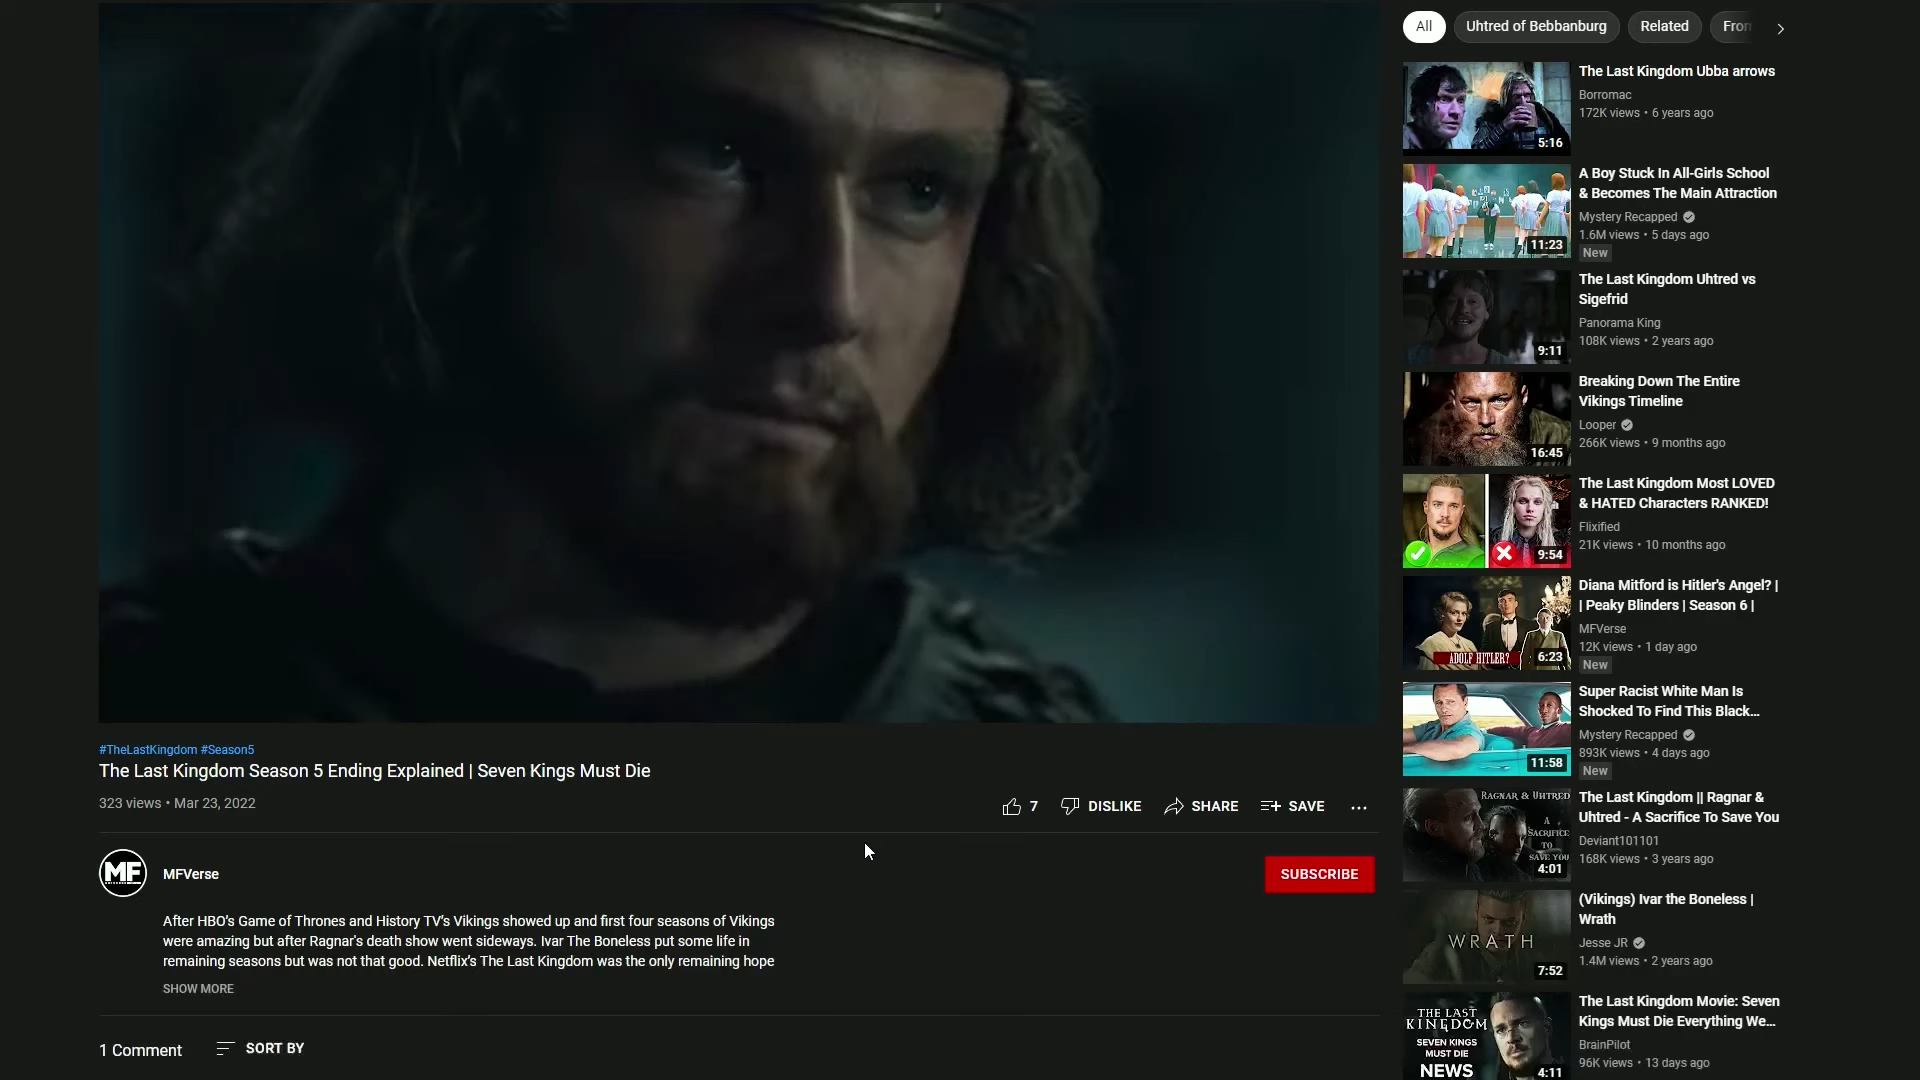 All
Uhtred of Bebbanburg
Related
The Last Kingdom Ubba arrows
Borromac
172K views • 6 years ago
5:16
A Boy Stuck In All-Girls School
& Becomes The Main Attraction
Mystery Recapped
1.6M views • 5 days ago
New
11:23
The Last Kingdom Uhtred vs
Sigefrid
Panorama King
108K views • 2 years ago
9:11
Breaking Down The Entire
Vikings Timeline
Looper
266K views • 9 months ago
16:45
The Last Kingdom Most LOVED
& HATED Characters RANKED!
Flixified
21K views • 10 months ago
9:54
Diana Mitford is Hitler's Angel? |
| Peaky Blinders | Season 6 |
MFVerse
12K views • 1 day ago
New
ADOLF HITLER?
6:23
Super Racist White Man Is
Shocked To Find This Black...
Mystery Recapped
893K views • 4 days ago
New
11:58
RAGNAR & UHTRED
A
SACRIFICE
TO
SAVE YOU
4:01
The Last Kingdom || Ragnar &
Uhtred - A Sacrifice To Save You
Deviant101101
168K views • 3 years ago
WRATH
7:52
(Vikings) Ivar the Boneless |
Wrath
Jesse JR
1.4M views • 2 years ago
THE LAST
KINGDOM
SEVEN KINGS
MUST DIE
NEWS
4:11
The Last Kingdom Movie: Seven
Kings Must Die Everything We...
BrainPilot
96K views • 13 days ago
#TheLastKingdom #Season5
The Last Kingdom Season 5 Ending Explained | Seven Kings Must Die
323 views • Mar 23, 2022
7
DISLIKE
SHARE
SAVE
...
MF
MFVerse
SUBSCRIBE
After HBO's Game of Thrones and History TV's Vikings showed up and first four seasons of Vikings
were amazing but after Ragnar's death show went sideways. Ivar The Boneless put some life in
remaining seasons but was not that good. Netflix's The Last Kingdom was the only remaining hope
SHOW MORE
1 Comment
SORT BY